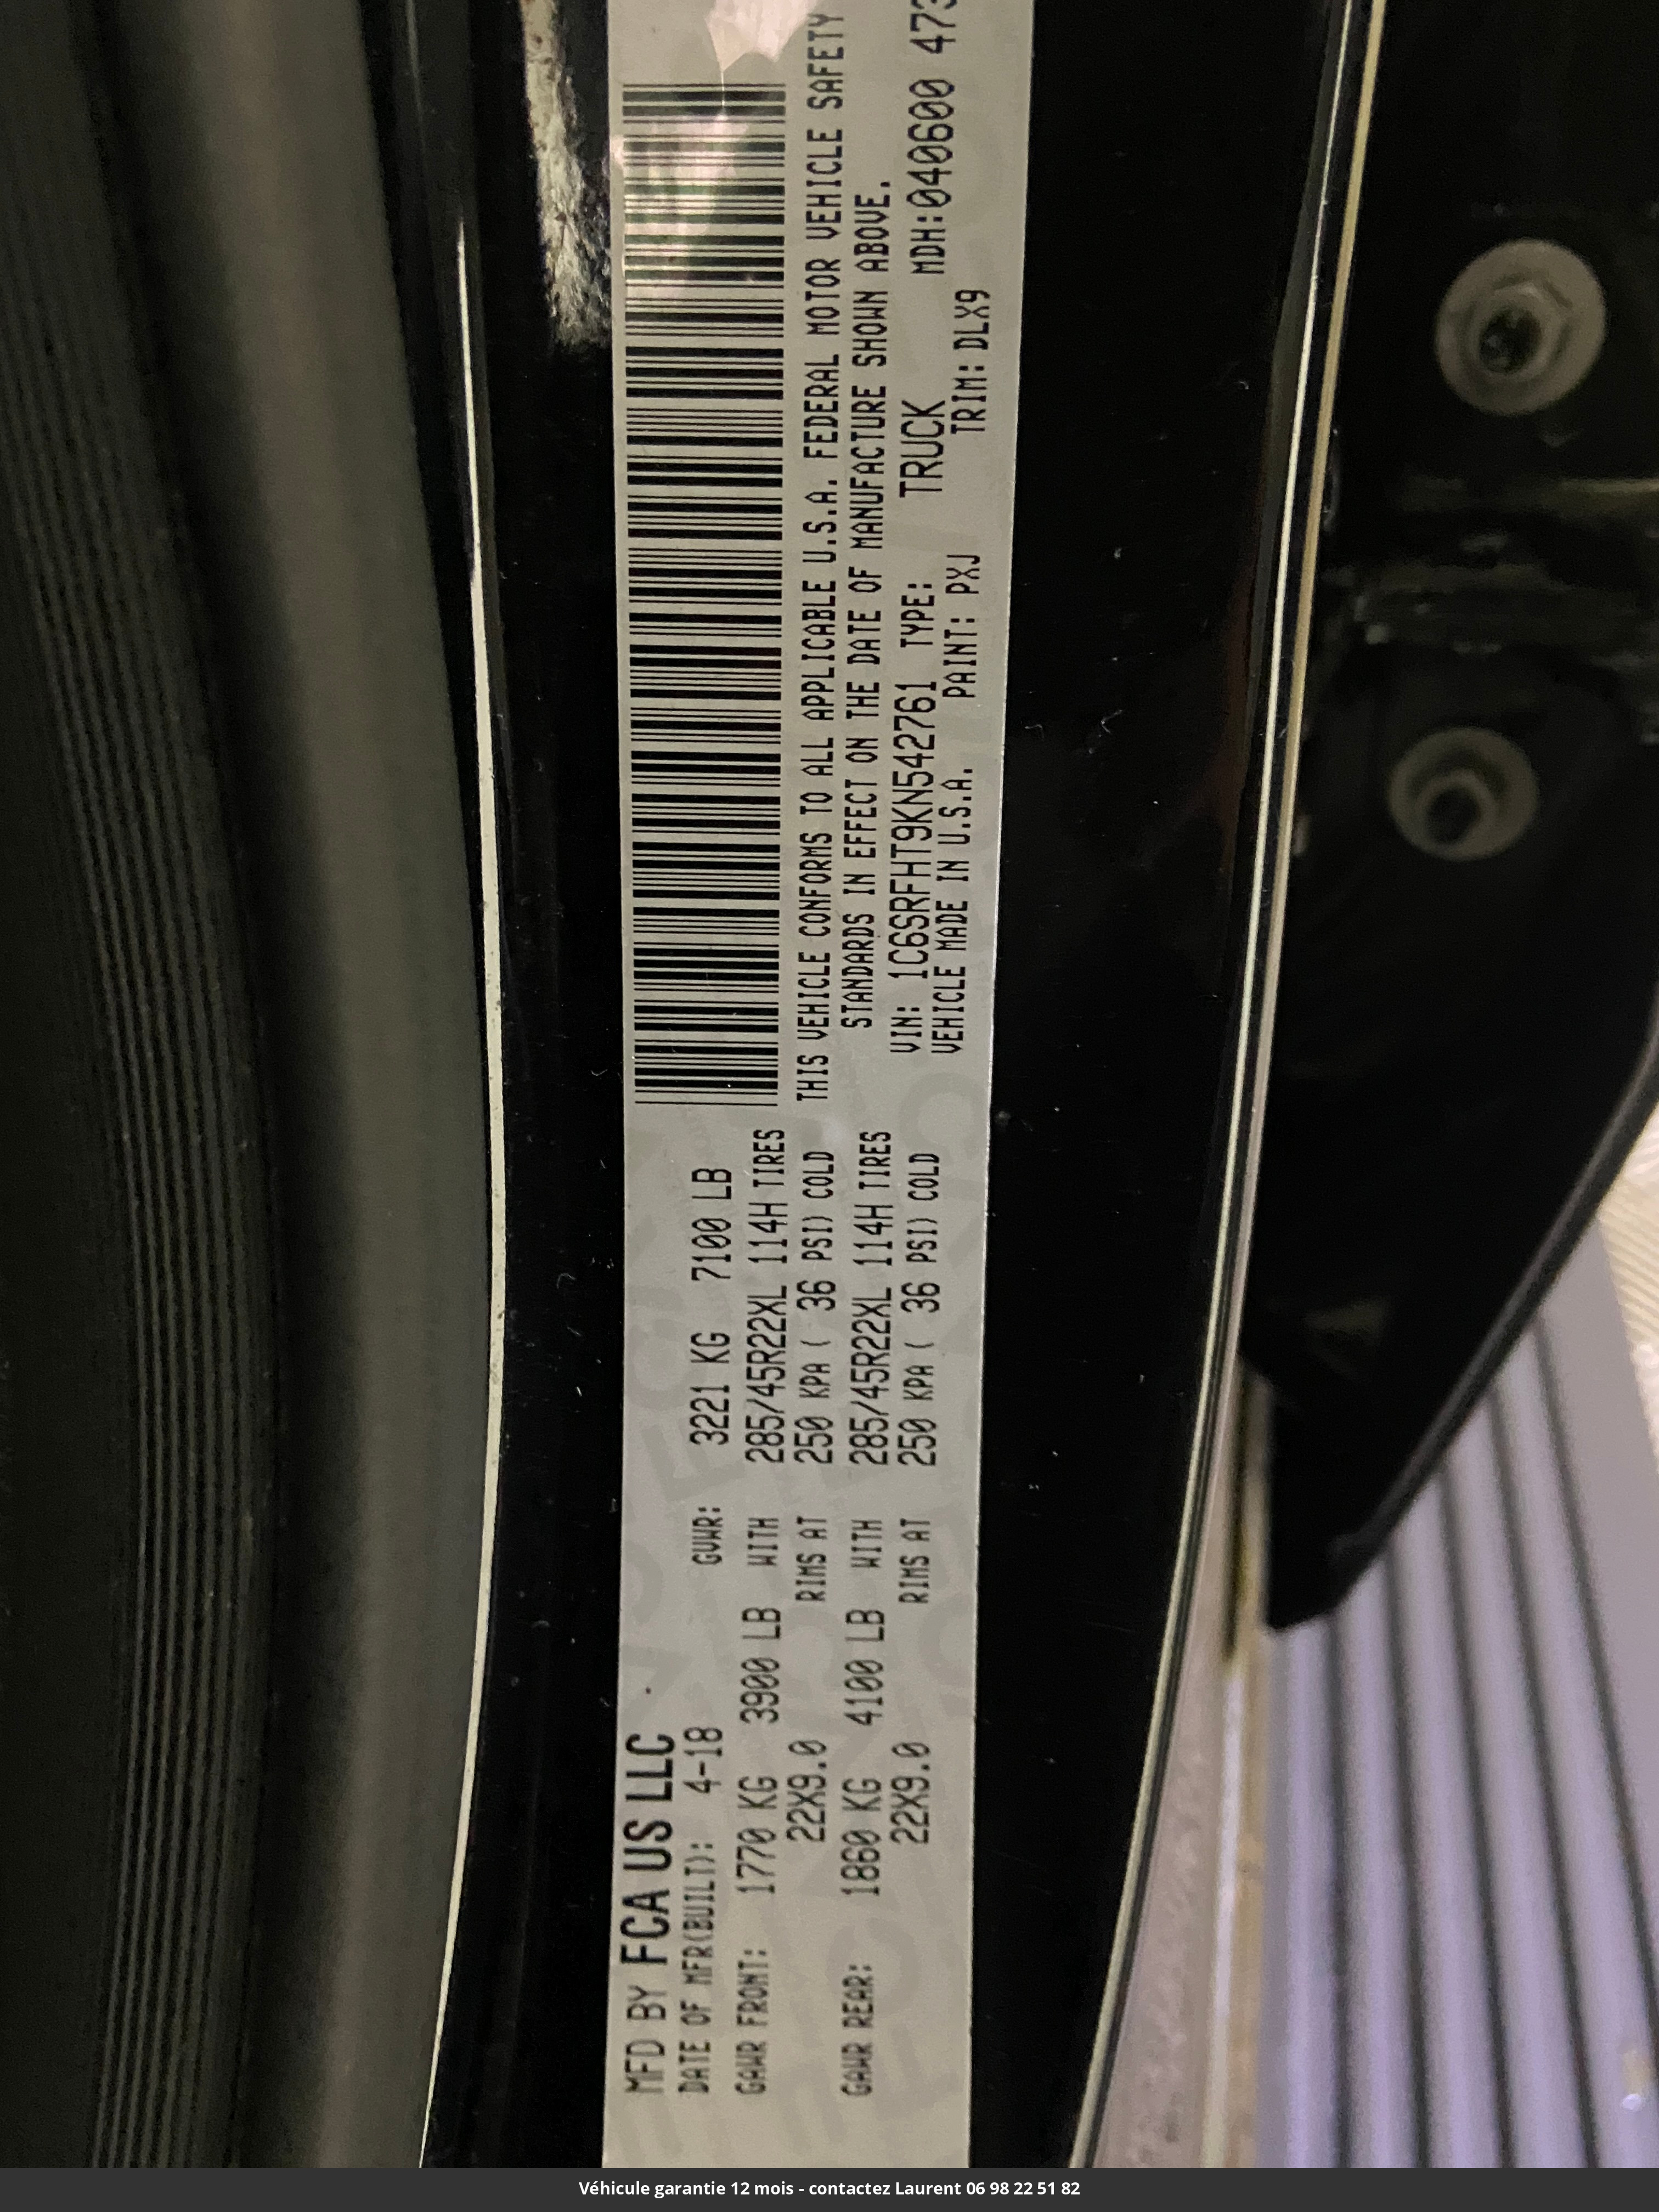 MFD BY FCA US LLC
DATE OF MFR(BUILT): 4-18 GVWR: 3221 KG 7100 LB
GAWR FRONT: 1770 KG 3900 LB WITH 285/45R22XL 114H TIRES
22X9.0 RIMS AT 250 KPA ( 36 PSI) COLD
GAWR REAR: 1860 KG 4100 LB WITH 285/45R22XL 114H TIRES
22X9.0 RIMS AT 250 KPA ( 36 PSI) COLD
THIS VEHICLE CONFORMS TO ALL APPLICABLE U.S.A. FEDERAL MOTOR VEHICLE SAFETY
STANDARDS IN EFFECT ON THE DATE OF MANUFACTURE SHOWN ABOVE.
VIN: 1C6SRFHT9KN542761 TYPE: TRUCK MDH:040600 473
VEHICLE MADE IN U.S.A. PAINT: PXJ TRIM: DLX9
Véhicule garantie 12 mois - contactez Laurent 06 98 22 51 82